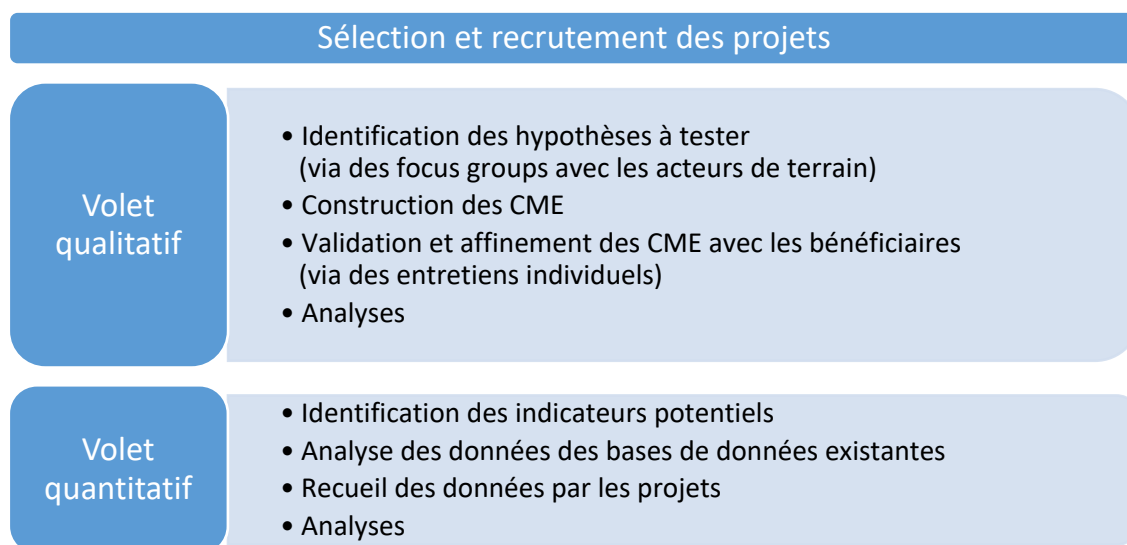 Sélection et recrutement des projets
Volet
qualitatif
• Identification des hypothèses à tester
(via des focus groups avec les acteurs de terrain)
• Construction des CME
• Validation et affinement des CME avec les bénéficiaires
(via des entretiens individuels)
• Analyses
Volet
quantitatif
• Identification des indicateurs potentiels
• Analyse des données des bases de données existantes
• Recueil des données par les projets
• Analyses